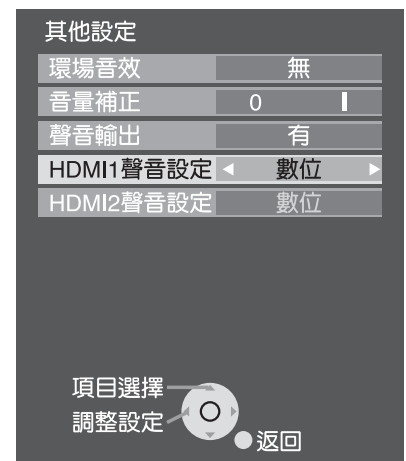 其他設定
環場音效 無
音量補正 0
聲音輸出 有
HDMI1聲音設定 數位
HDMI2聲音設定 數位
項目選擇
調整設定
返回